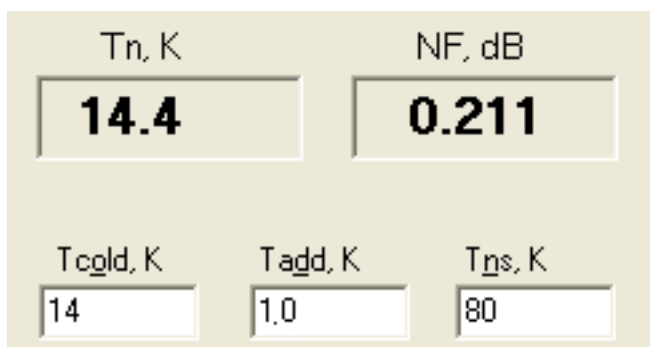 Tn, K NF, dB
14.4 0.211
Tcold, K Tadd, K Tns, K
14 1.0 80